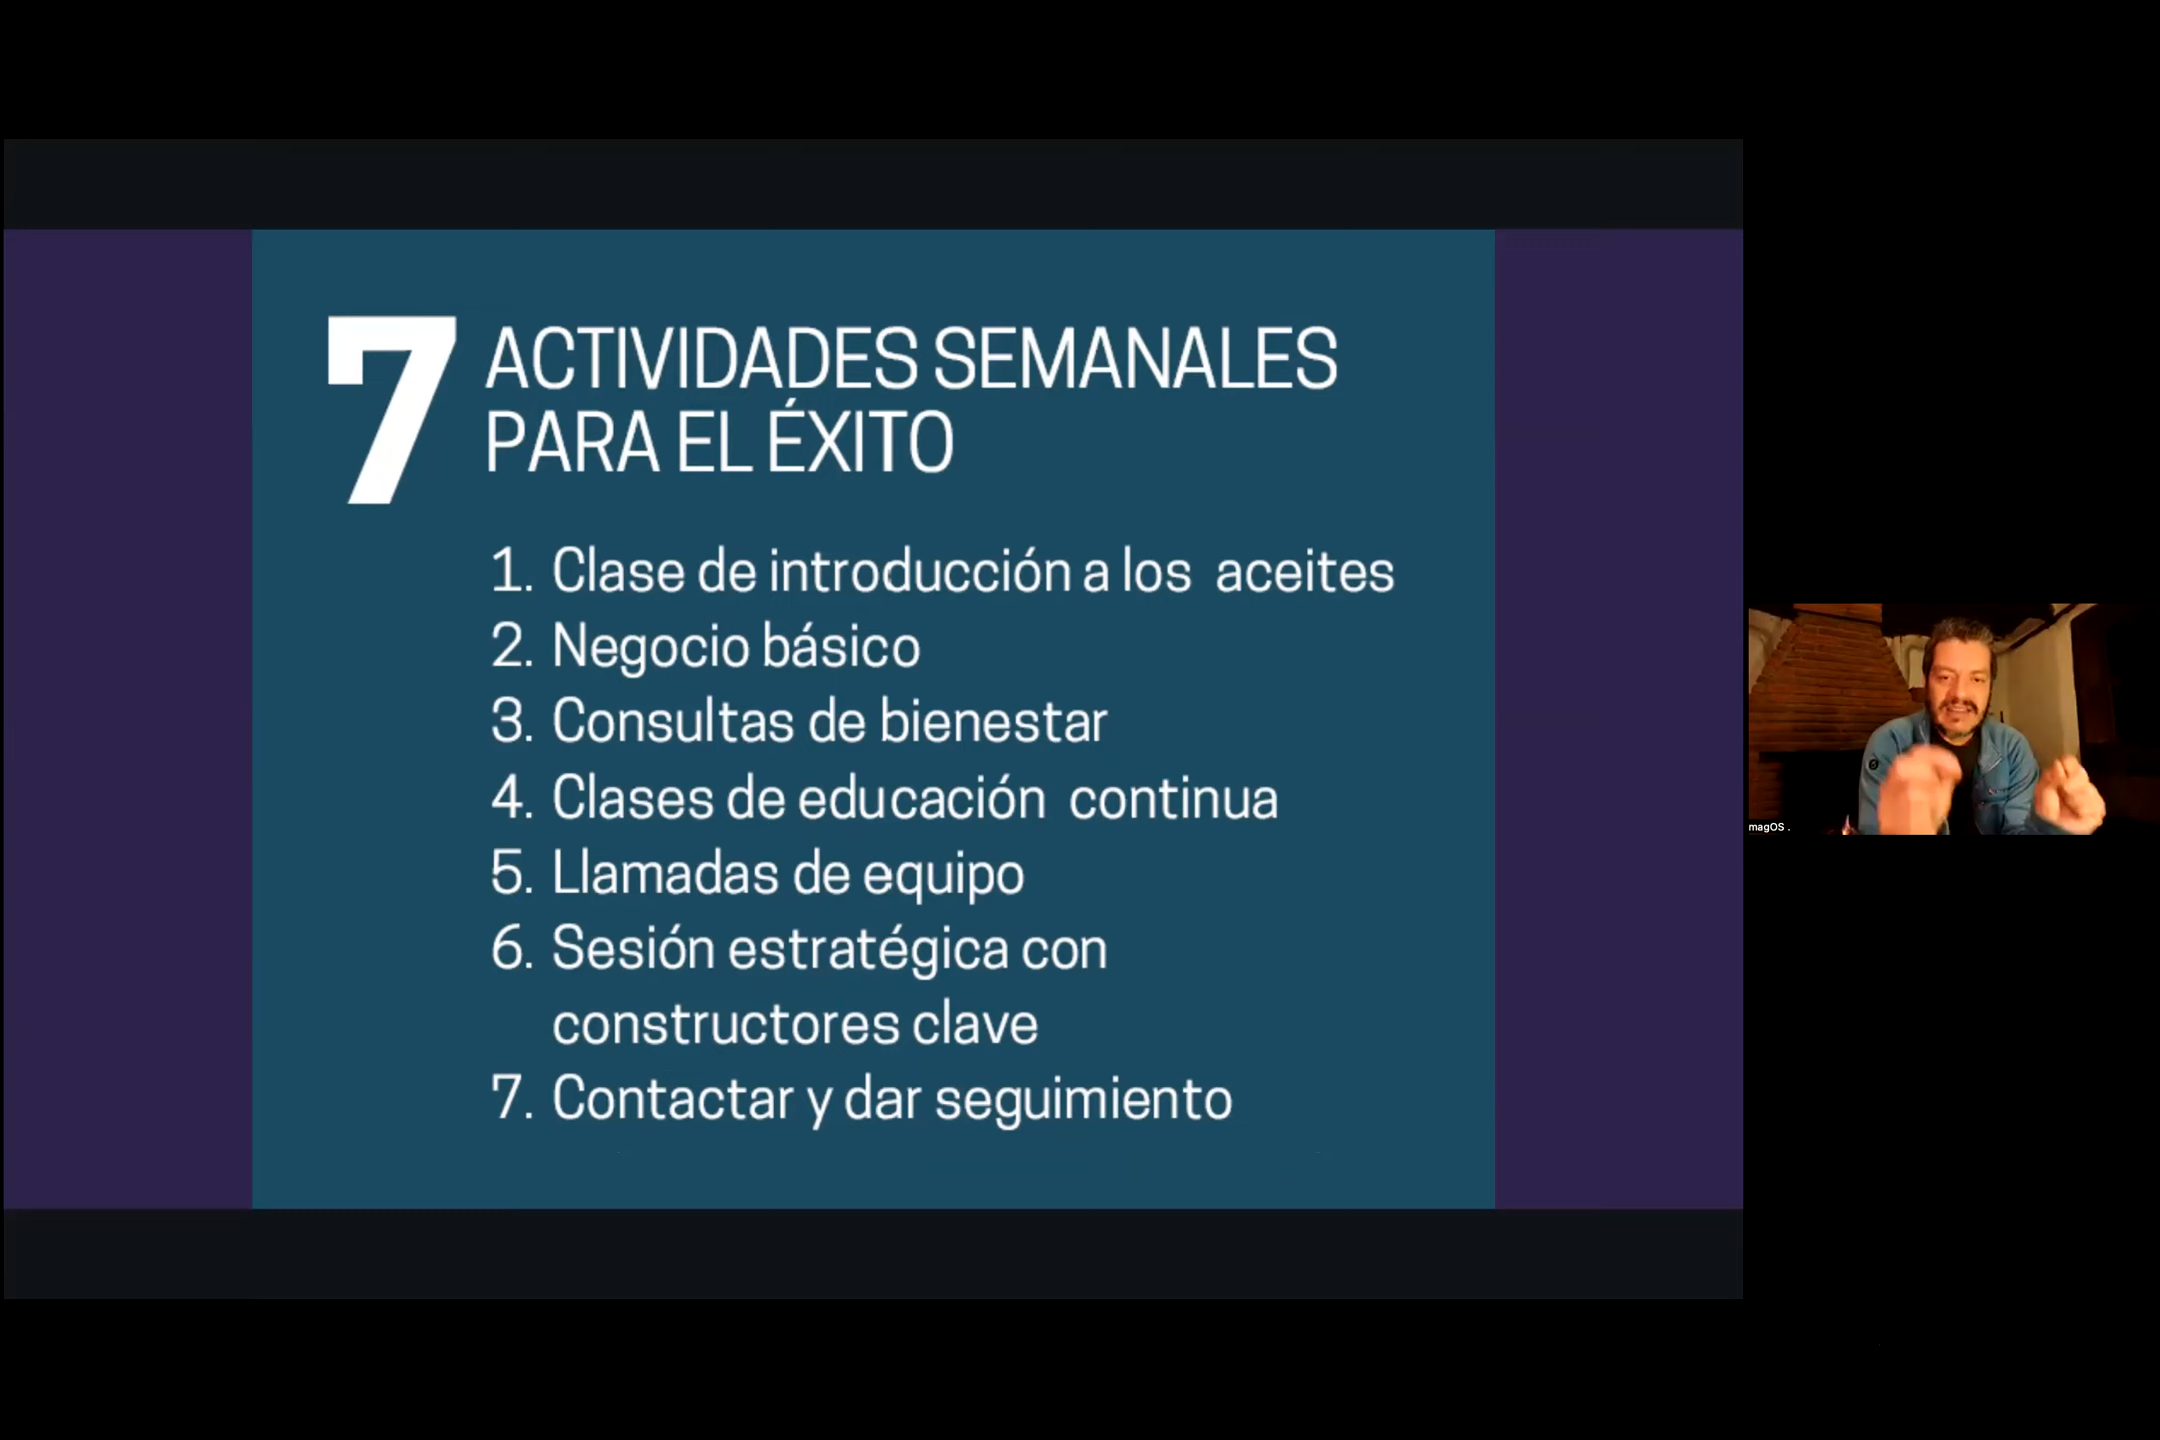 7 ACTIVIDADES SEMANALES
PARA EL ÉXITO
1. Clase de introducción a los aceites
2. Negocio básico
3. Consultas de bienestar
4. Clases de educación continua
5. Llamadas de equipo
6. Sesión estratégica con
constructores clave
7. Contactar y dar seguimiento
magOS .